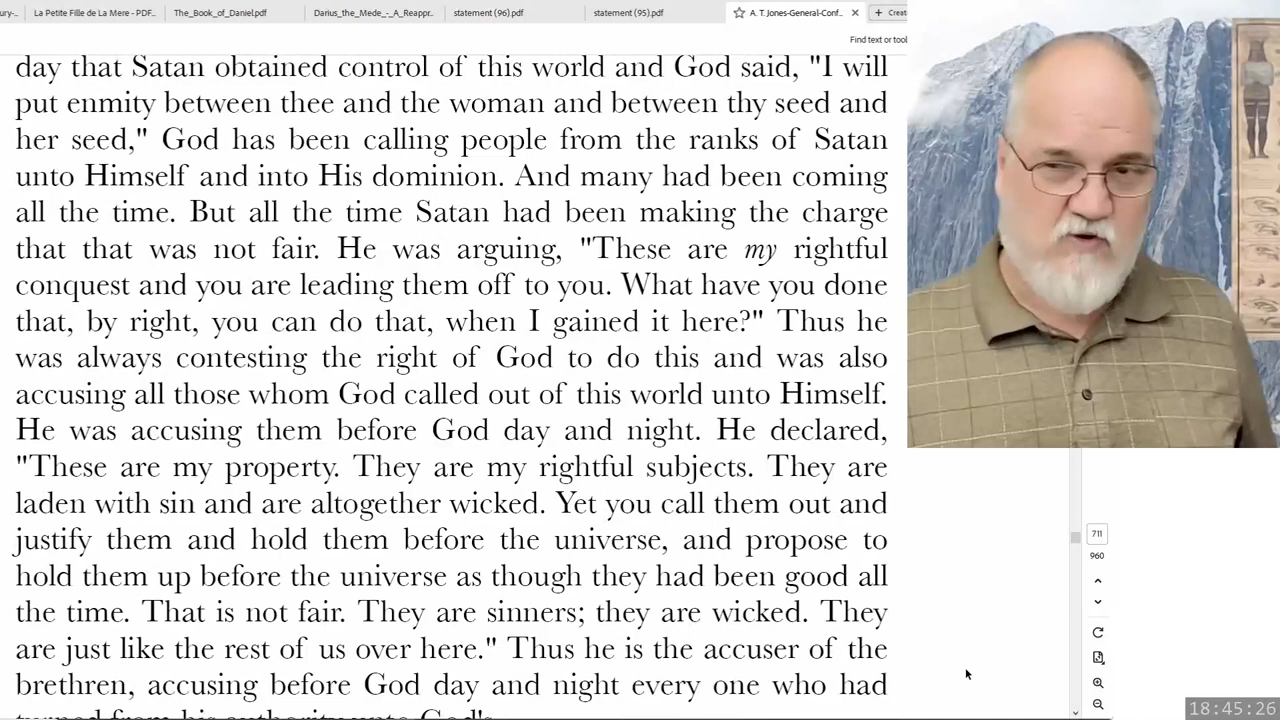 ury-...
La Petite Fille de La Mere - PDF...
The_Book_of_Daniel.pdf
Darius_the_Mede_-_A_Reappr...
statement (96).pdf
statement (95).pdf
A. T. Jones-General-Conf...
Creat
Find text or tool
day that Satan obtained control of this world and God said, "I will
put enmity between thee and the woman and between thy seed and
her seed," God has been calling people from the ranks of Satan
unto Himself and into His dominion. And many had been coming
all the time. But all the time Satan had been making the charge
that that was not fair. He was arguing, "These are my rightful
conquest and you are leading them off to you. What have you done
that, by right, you can do that, when I gained it here?" Thus he
was always contesting the right of God to do this and was also
accusing all those whom God called out of this world unto Himself.
He was accusing them before God day and night. He declared,
"These are my property. They are my rightful subjects. They are
laden with sin and are altogether wicked. Yet you call them out and
justify them and hold them before the universe, and propose to
hold them up before the universe as though they had been good all
the time. That is not fair. They are sinners; they are wicked. They
are just like the rest of us over here." Thus he is the accuser of the
brethren, accusing before God day and night every one who had
turned from his authority unto God's
711
960
18:45:26